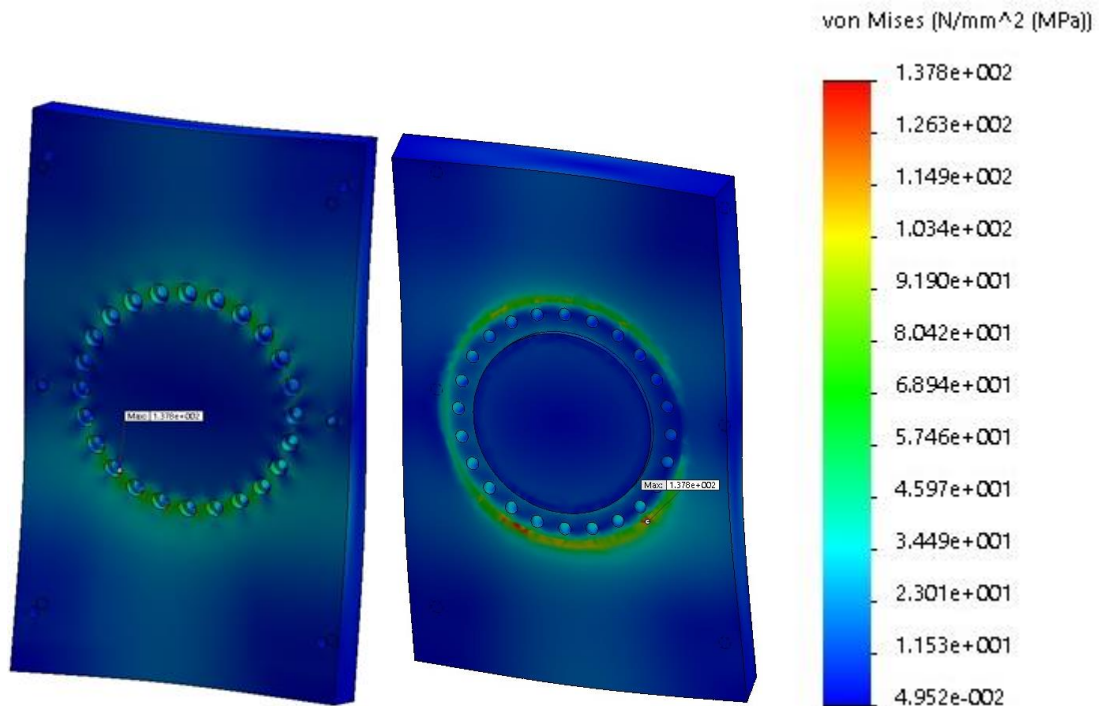 von Mises (N/mm^2 (MPa))
1.378e+002
1.263e+002
1.149e+002
1.034e+002
9.190e+001
8.042e+001
6.894e+001
5.746e+001
4.597e+001
3.449e+001
2.301e+001
1.153e+001
4.952e-002
Max: 1.378e+002
Max: 1.378e+002